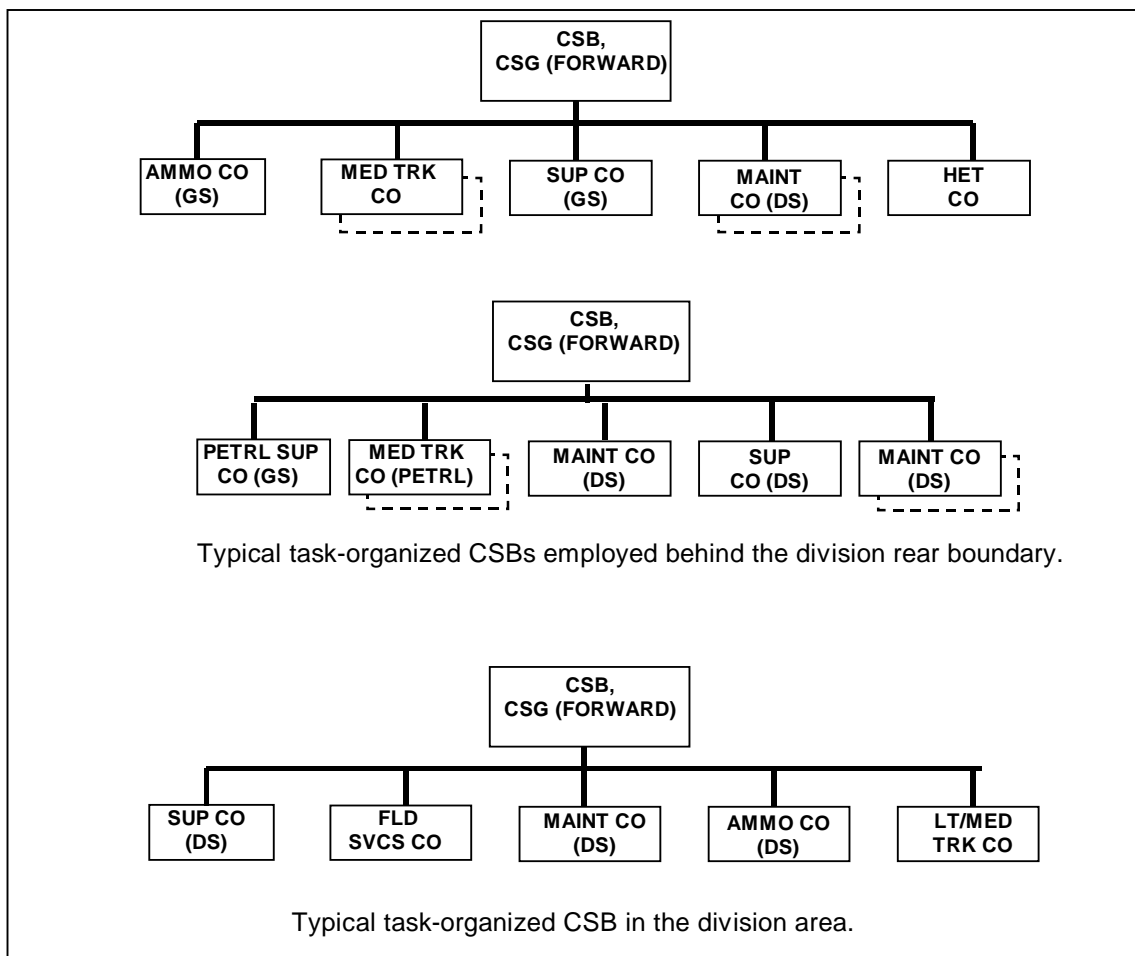 CSB,
CSG (FORWARD)
AMMO CO
(GS)
MED TRK
CO
SUP CO
(GS)
MAINT
CO (DS)
HET
CO
CSB,
CSG (FORWARD)
PETRL SUP
CO (GS)
MED TRK
CO (PETRL)
MAINT CO
(DS)
SUP
CO (DS)
MAINT CO
(DS)
Typical task-organized CSBs employed behind the division rear boundary.
CSB,
CSG (FORWARD)
SUP CO
(DS)
FLD
SVCS CO
MAINT CO
(DS)
AMMO CO
(DS)
LT/MED
TRK CO
Typical task-organized CSB in the division area.